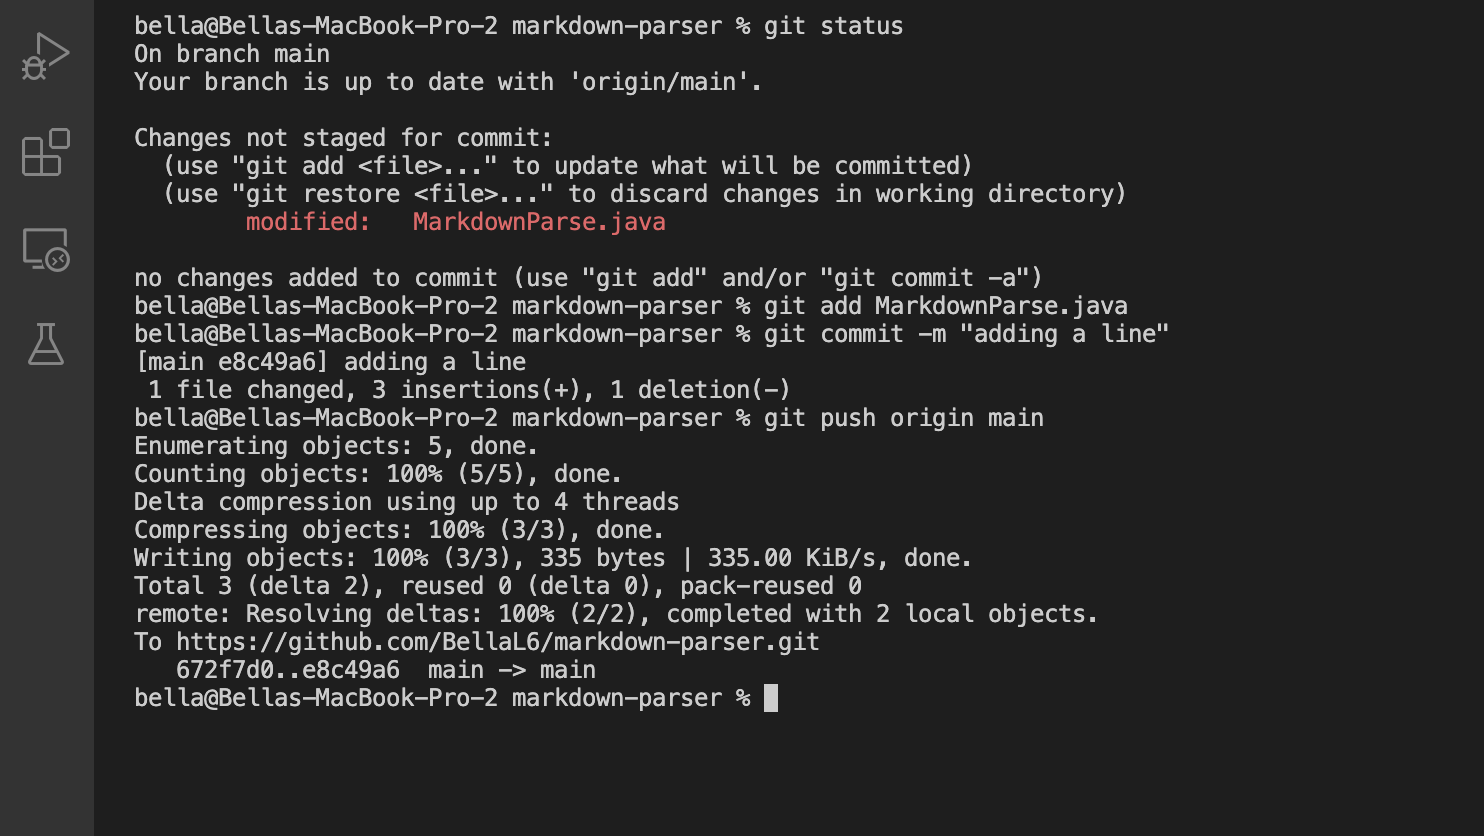 bella@Bellas-MacBook-Pro-2 markdown-parser % git status
On branch main
Your branch is up to date with 'origin/main'.
Changes not staged for commit:
  (use "git add <file>..." to update what will be committed)
  (use "git restore <file>..." to discard changes in working directory)
        modified:   MarkdownParse.java
no changes added to commit (use "git add" and/or "git commit -a")
bella@Bellas-MacBook-Pro-2 markdown-parser % git add MarkdownParse.java
bella@Bellas-MacBook-Pro-2 markdown-parser % git commit -m "adding a line"
[main e8c49a6] adding a line
 1 file changed, 3 insertions(+), 1 deletion(-)
bella@Bellas-MacBook-Pro-2 markdown-parser % git push origin main
Enumerating objects: 5, done.
Counting objects: 100% (5/5), done.
Delta compression using up to 4 threads
Compressing objects: 100% (3/3), done.
Writing objects: 100% (3/3), 335 bytes | 335.00 KiB/s, done.
Total 3 (delta 2), reused 0 (delta 0), pack-reused 0
remote: Resolving deltas: 100% (2/2), completed with 2 local objects.
To https://github.com/BellaL6/markdown-parser.git
   672f7d0..e8c49a6  main -> main
bella@Bellas-MacBook-Pro-2 markdown-parser %